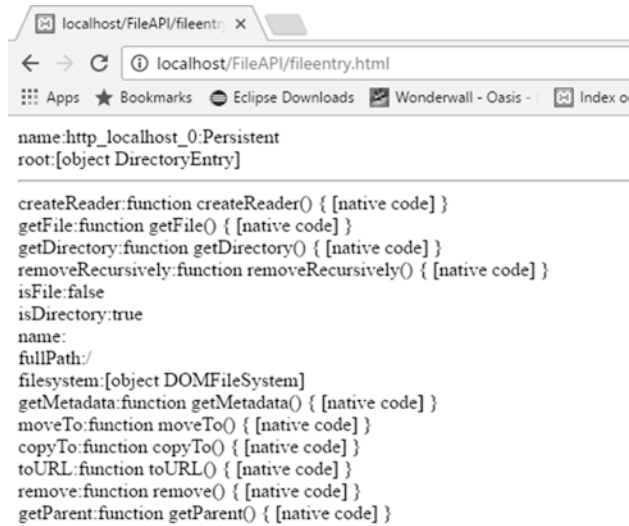 localhost/FileAPI/fileentr
localhost/FileAPI/fileentry.html
Apps Bookmarks Eclipse Downloads Wonderwall - Oasis - Index o
name:http_localhost_0:Persistent
root:[object DirectoryEntry]
createReader:function createReader() { [native code] }
getFile:function getFile() { [native code] }
getDirectory:function getDirectory() { [native code] }
removeRecursively:function removeRecursively() { [native code] }
isFile:false
isDirectory:true
name:
fullPath:/
filesystem:[object DOMFileSystem]
getMetadata:function getMetadata() { [native code] }
moveTo:function moveTo() { [native code] }
copyTo:function copyTo() { [native code] }
toURL:function toURL() { [native code] }
remove:function remove() { [native code] }
getParent:function getParent() { [native code] }